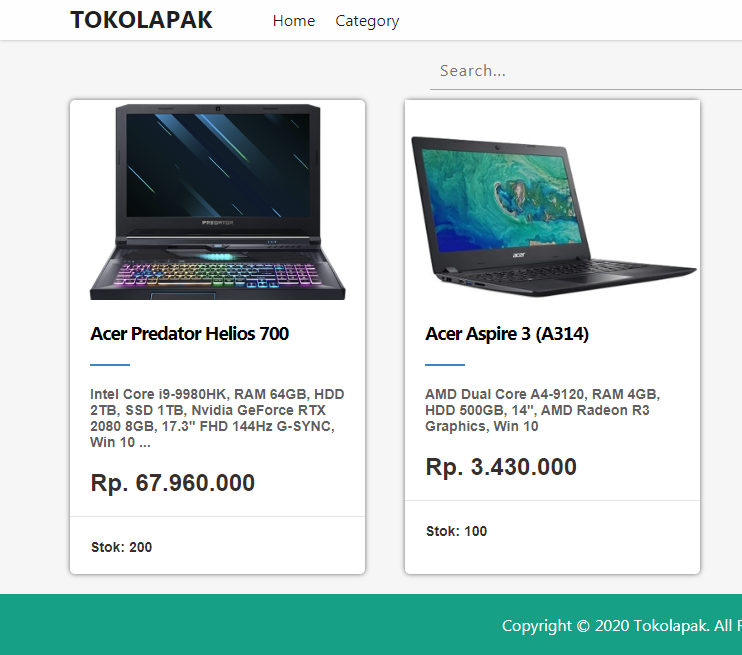 TOKOLAPAK Home Category
Search...
PREDATOR
acer
Acer Predator Helios 700
Intel Core i9-9980HK, RAM 64GB, HDD
2TB, SSD 1TB, Nvidia GeForce RTX
2080 8GB, 17.3" FHD 144Hz G-SYNC,
Win 10 ...
Rp. 67.960.000
Stok: 200
Acer Aspire 3 (A314)
AMD Dual Core A4-9120, RAM 4GB,
HDD 500GB, 14", AMD Radeon R3
Graphics, Win 10
Rp. 3.430.000
Stok: 100
Copyright © 2020 Tokolapak. All